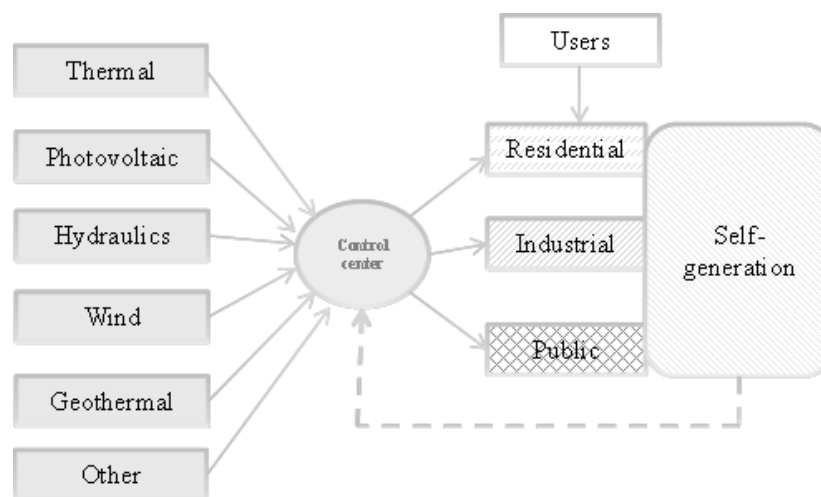 Users
Thermal
Residential
Photovoltaic
Hydraulics
Control
center
Industrial
Self-
generation
Wind
Public
Geothermal
Other